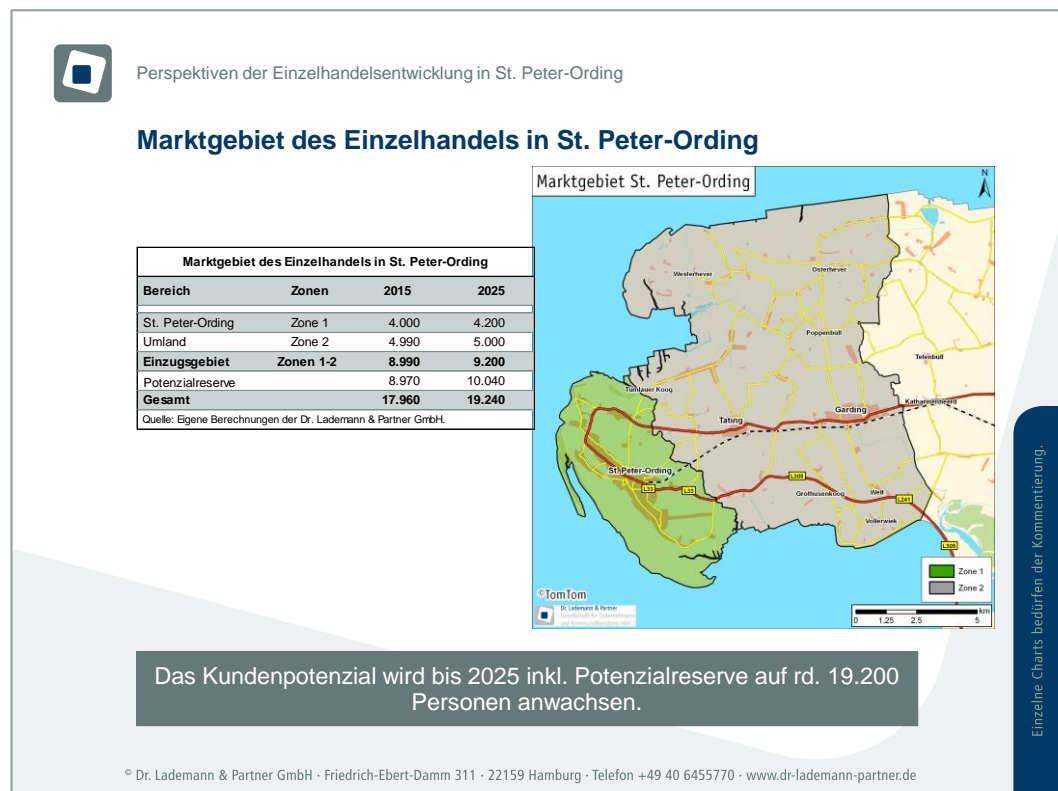 Perspektiven der Einzelhandelsentwicklung in St. Peter-Ording
Marktgebiet des Einzelhandels in St. Peter-Ording
Marktgebiet des Einzelhandels in St. Peter-Ording
Bereich Zonen 2015 2025
St. Peter-Ording Zone 1 4.000 4.200
Umland Zone 2 4.990 5.000
Einzugsgebiet Zonen 1-2 8.990 9.200
Potenzialreserve 8.970 10.040
Gesamt 17.960 19.240
Quelle: Eigene Berechnungen der Dr. Lademann & Partner GmbH.
Marktgebiet St. Peter-Ording
N
Westerhever
Osterhever
Poppenbüll
Tetenbüll
Tümlauer Koog
Katharinenheerd
Garding
Tating
St. Peter-Ording
L33
L33
L305
Grothusenkoog
Welt
L241
Vollerwiek
L305
Zone 1
Zone 2
©TomTom
Dr. Lademann & Partner
Gesellschaft für Unternehmens-
und Kommunalberatung mbH
km
0 1,25 2,5 5
Das Kundenpotenzial wird bis 2025 inkl. Potenzialreserve auf rd. 19.200
Personen anwachsen.
Einzelne Charts bedürfen der Kommentierung.
© Dr. Lademann & Partner GmbH · Friedrich-Ebert-Damm 311 · 22159 Hamburg · Telefon +49 40 6455770 · www.dr-lademann-partner.de